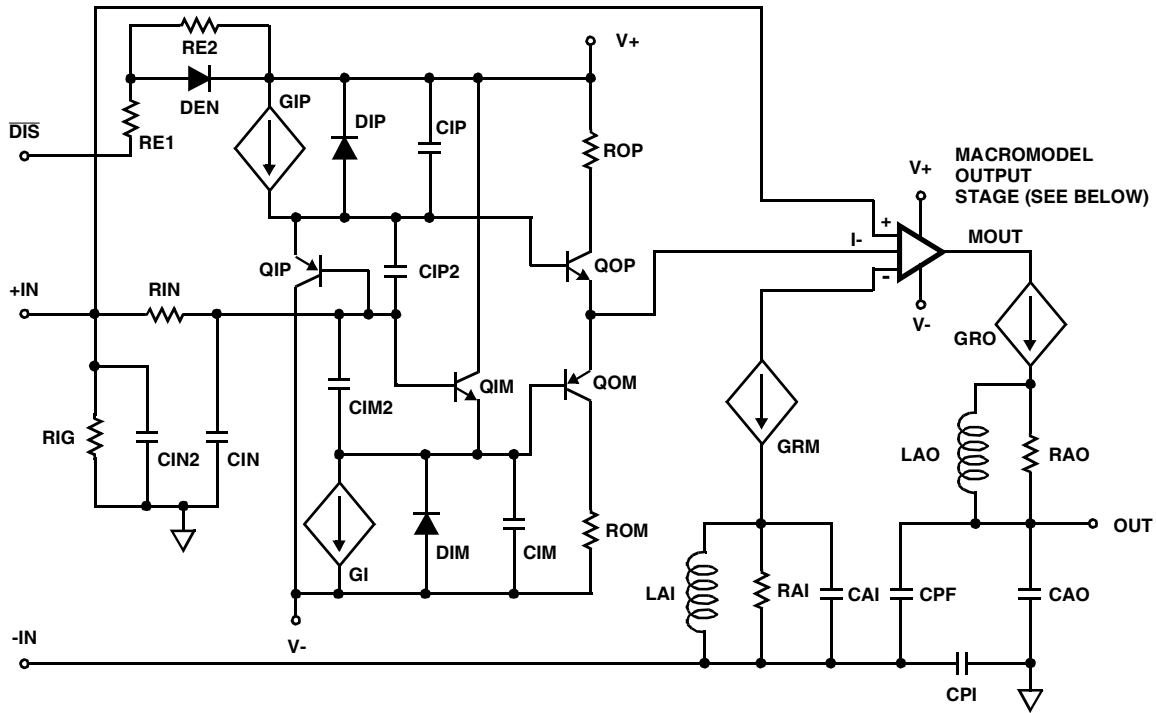 RE2
V+
DEN
GIP
DIP
CIP
DIS
RE1
ROP
V+
MACROMODEL
OUTPUT
STAGE (SEE BELOW)
+
I-
MOUT
-
QIP
CIP2
QOP
+IN
RIN
V-
GRO
QIM
QOM
CIM2
RIG
CIN2
CIN
GRM
LAO
RAO
DIM
CIM
ROM
OUT
GI
LAI
RAI
CAI
CPF
CAO
-IN
V-
CPI